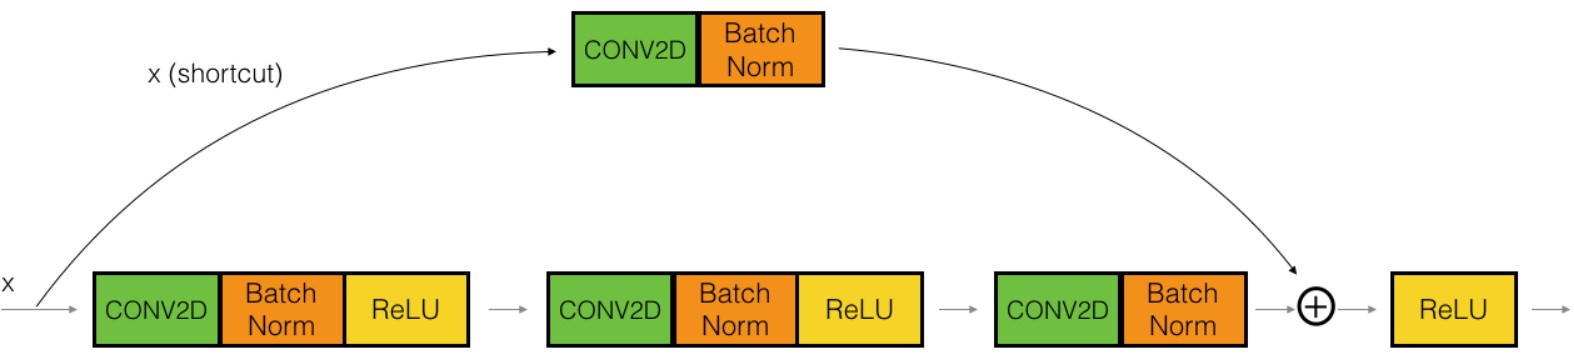 CONV2D
Batch
Norm
x (shortcut)
x
CONV2D
Batch
Norm
ReLU
CONV2D
Batch
Norm
ReLU
CONV2D
Batch
Norm
ReLU